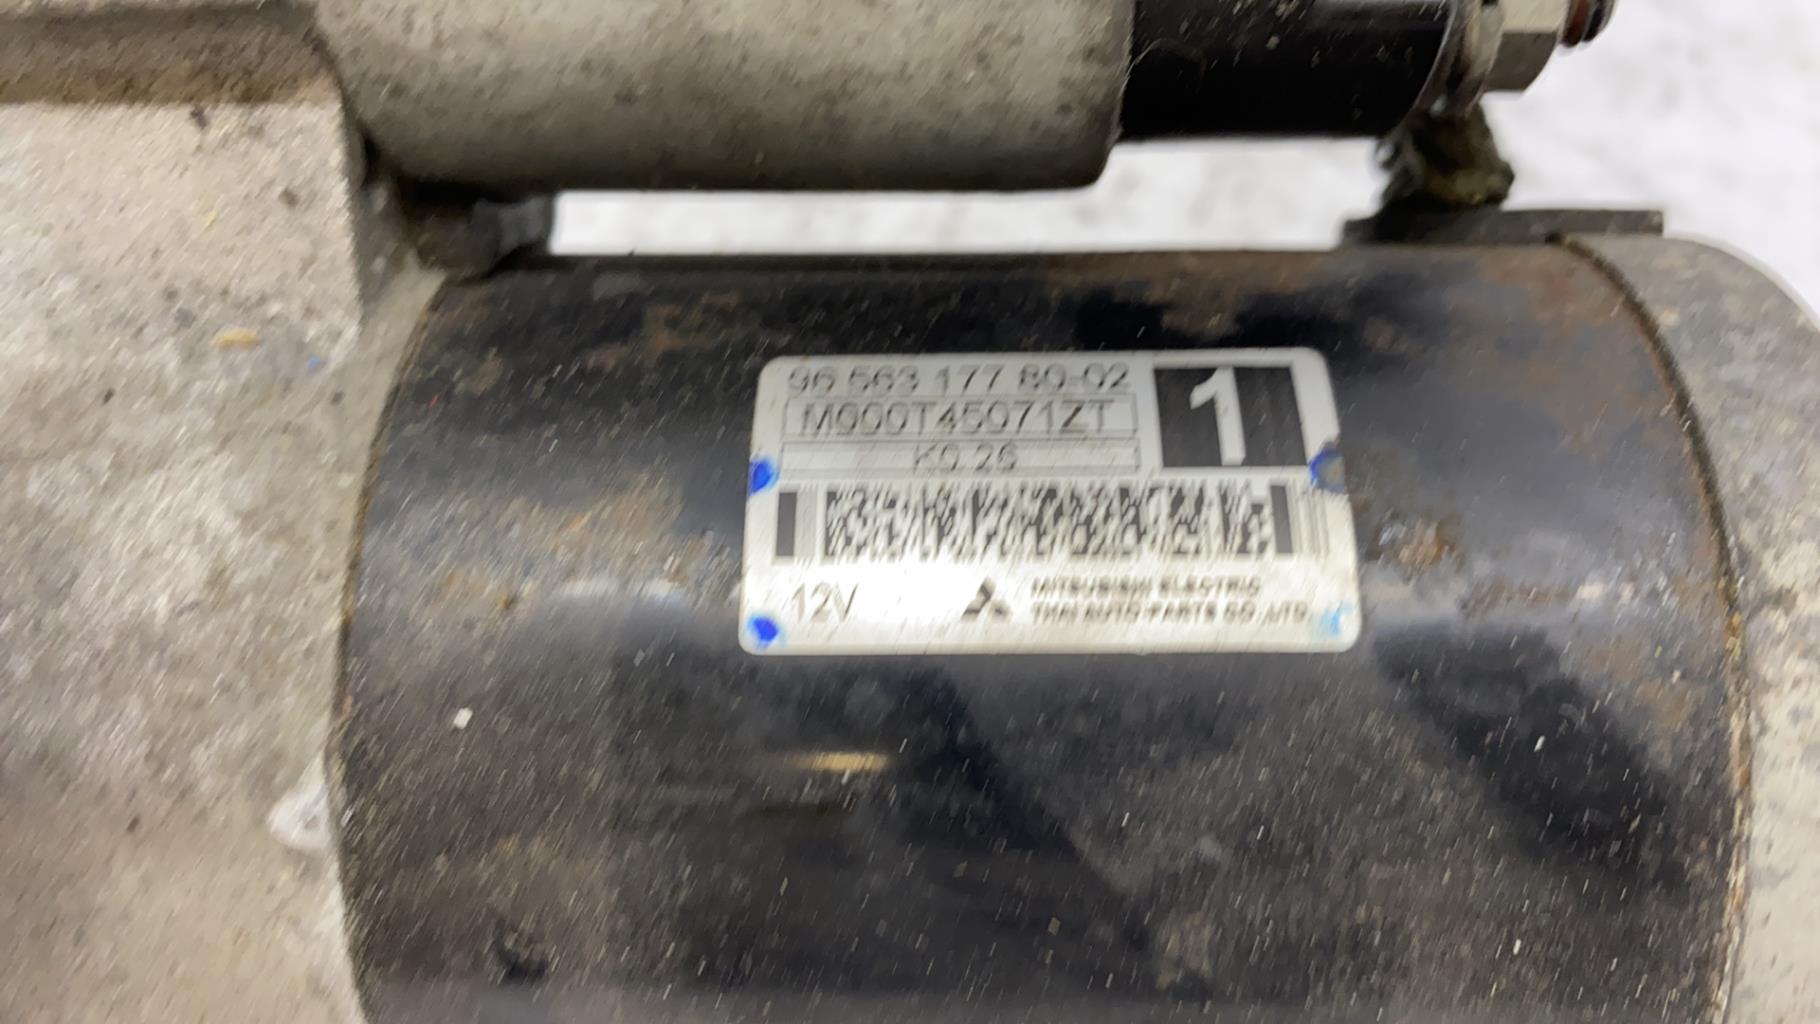 96 563 177 80-02
1
M000T45071ZT
K0 26
12V
MITSUBISHI ELECTRIC
THAI AUTO-PARTS CO.,LTD